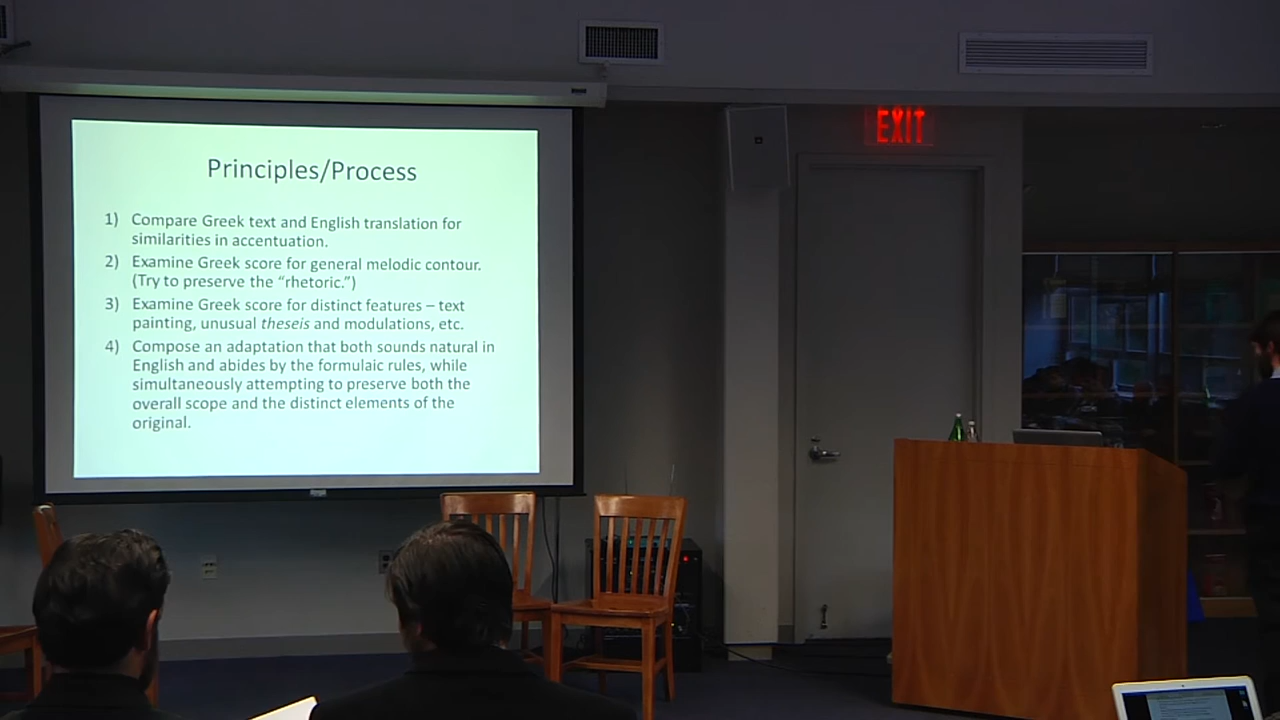 Principles/Process
1) Compare Greek text and English translation for
similarities in accentuation.
2) Examine Greek score for general melodic contour.
(Try to preserve the “rhetoric.”)
3) Examine Greek score for distinct features – text
painting, unusual theseis and modulations, etc.
4) Compose an adaptation that both sounds natural in
English and abides by the formulaic rules, while
simultaneously attempting to preserve both the
overall scope and the distinct elements of the
original.
EXIT